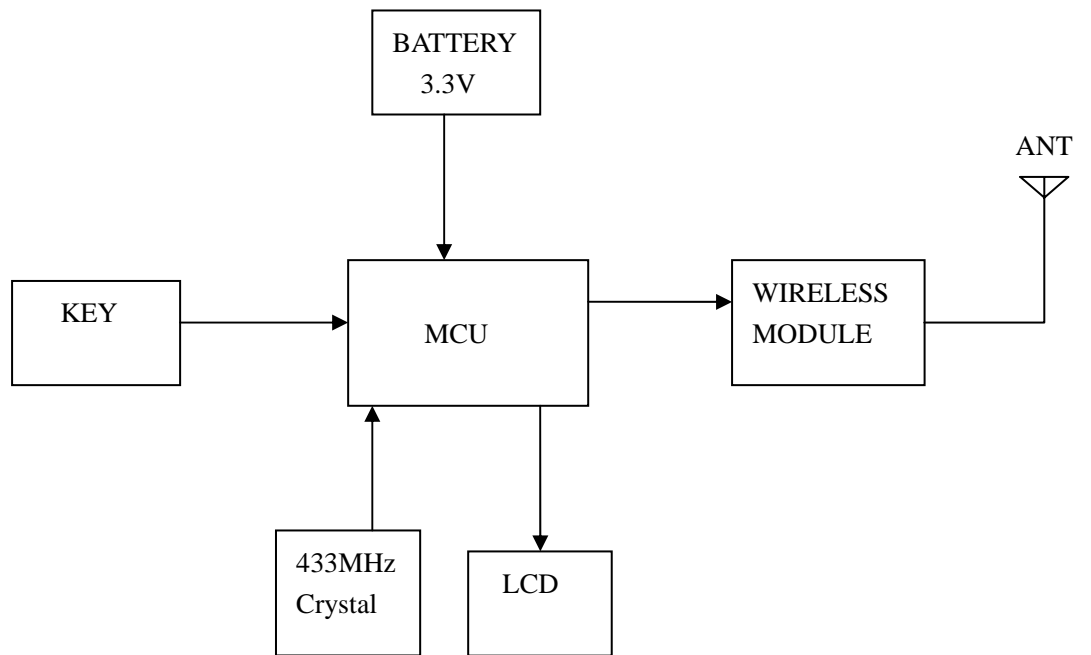 BATTERY
3.3V
ANT
KEY
MCU
WIRELESS
MODULE
433MHz
Crystal
LCD